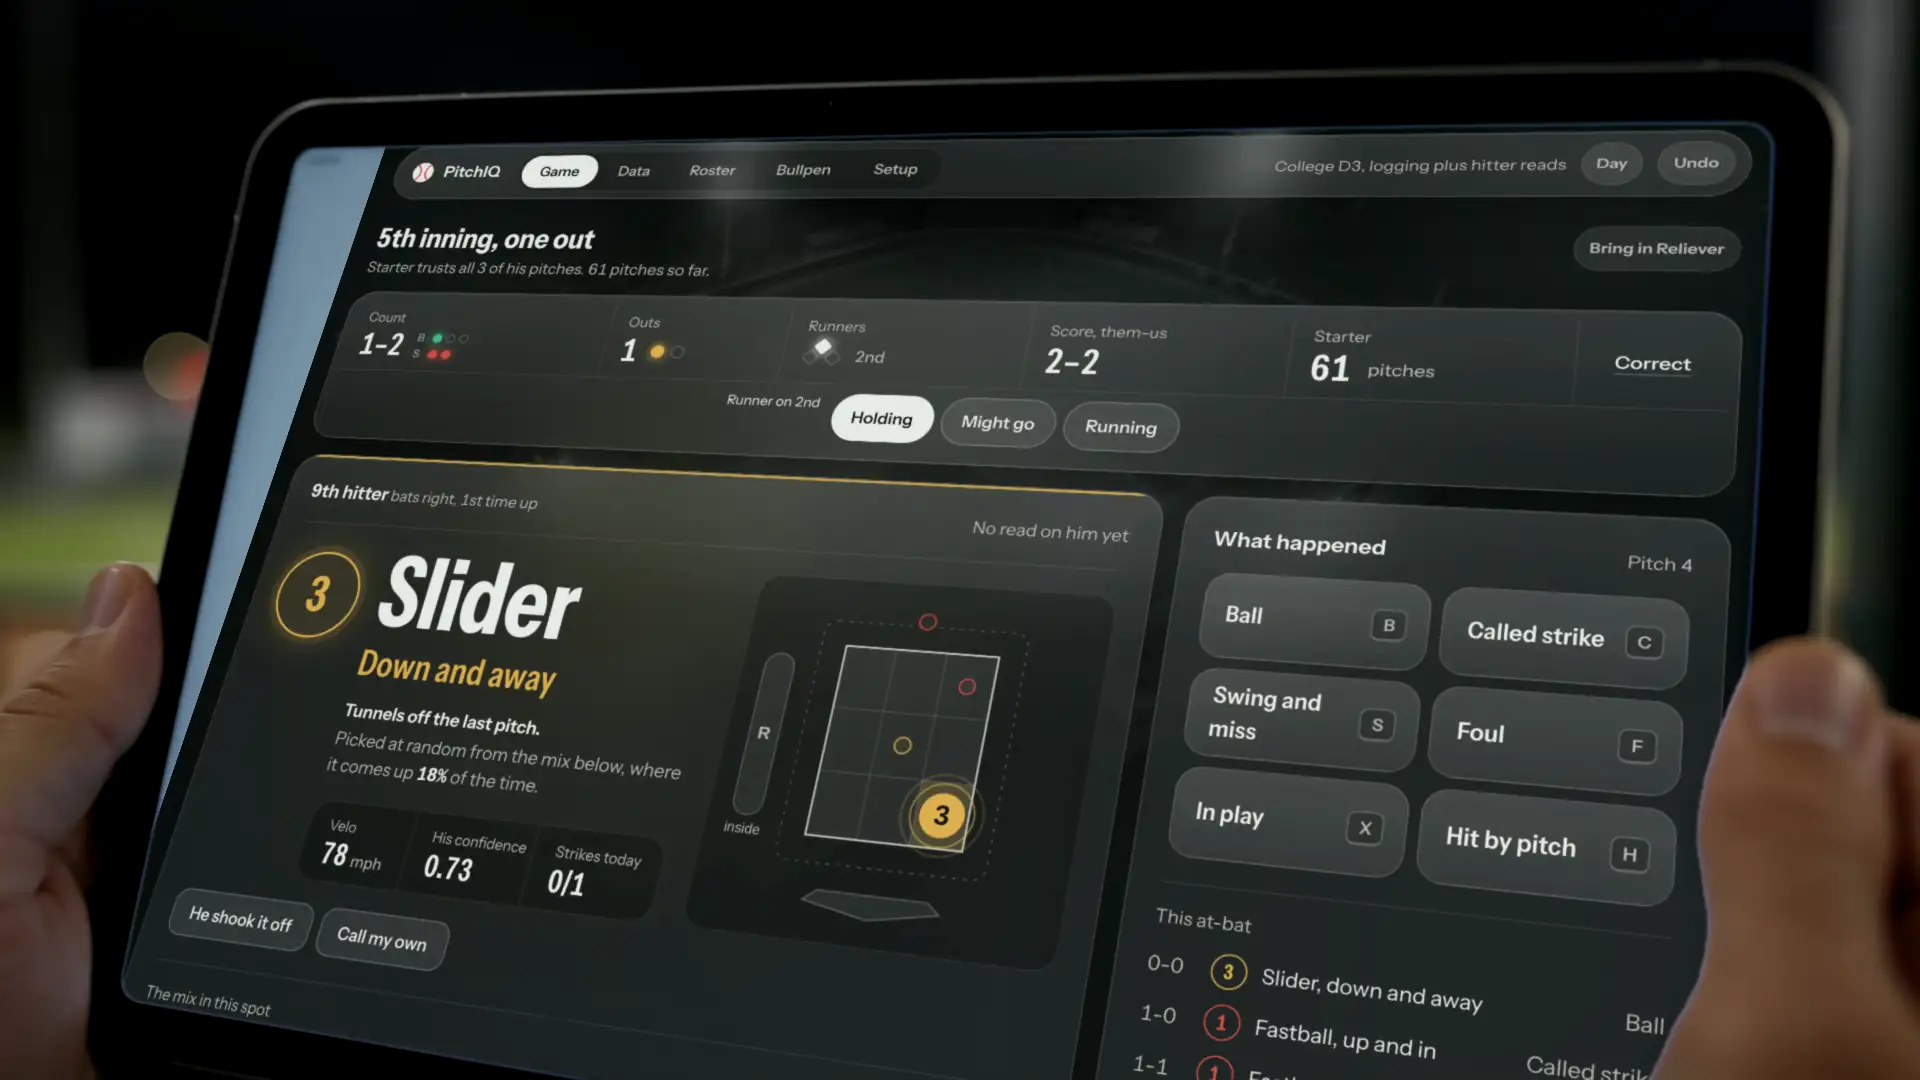 PitchIQ Game Data Roster Bullpen Setup College D3, logging plus hitter reads Day Undo
5th inning, one out
Starter trusts all 3 of his pitches. 61 pitches so far.
Bring in Reliever
Count
1–2 B S
Outs
1
Runners
2nd
Score, them–us
2–2
Starter
61 pitches
Correct
Runner on 2nd Holding Might go Running
9th hitter bats right, 1st time up
No read on him yet
3 Slider
Down and away
Tunnels off the last pitch.
Picked at random from the mix below, where
it comes up 18% of the time.
Velo
78 mph
His confidence
0.73
Strikes today
0/1
He shook it off Call my own
The mix in this spot
R
inside
3
What happened
Pitch 4
Ball B
Called strike C
Swing and
miss S
Foul F
In play X
Hit by pitch H
This at-bat
0-0 3 Slider, down and away Ball
1-0 1 Fastball, up and in
1-1 1